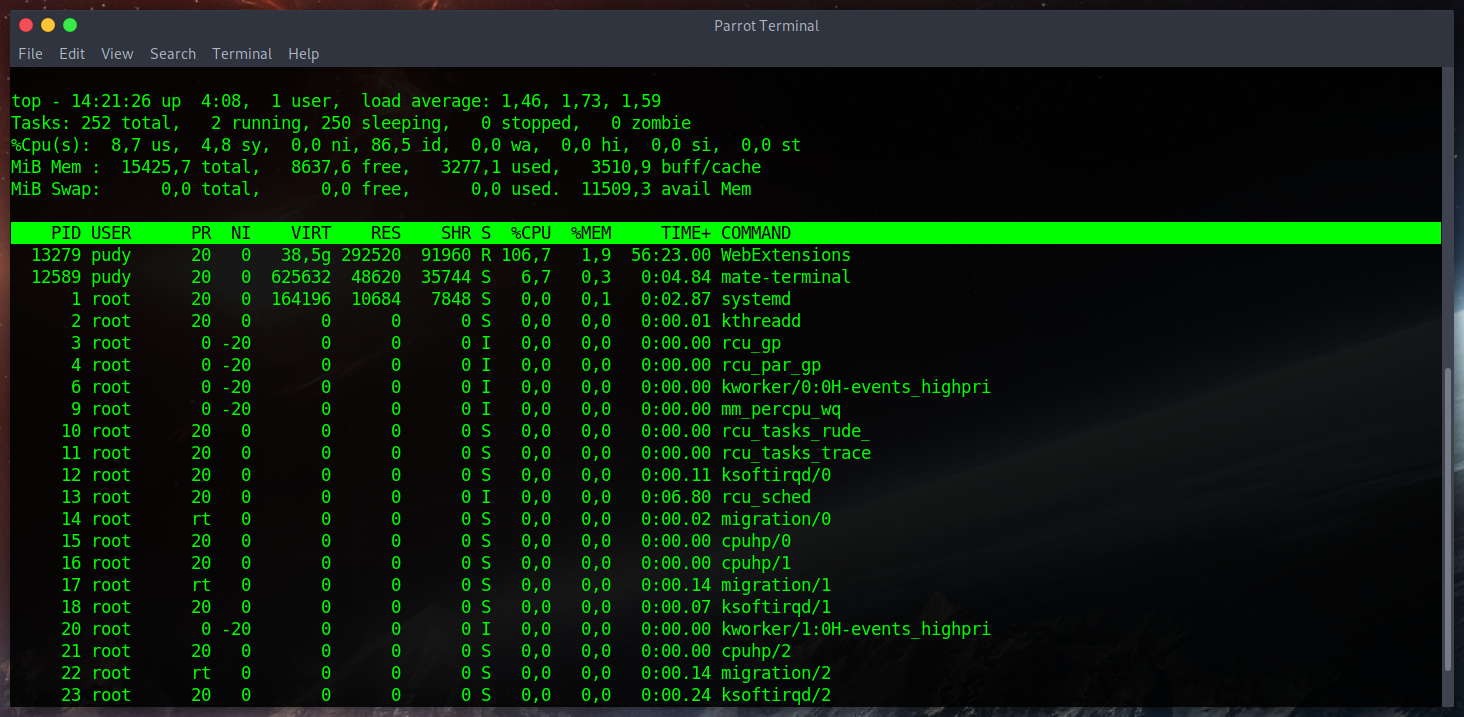 Parrot Terminal
File Edit View Search Terminal Help
top - 14:21:26 up  4:08,  1 user,  load average: 1,46, 1,73, 1,59
Tasks: 252 total,   2 running, 250 sleeping,   0 stopped,   0 zombie
%Cpu(s):  8,7 us,  4,8 sy,  0,0 ni, 86,5 id,  0,0 wa,  0,0 hi,  0,0 si,  0,0 st
MiB Mem :  15425,7 total,   8637,6 free,   3277,1 used,   3510,9 buff/cache
MiB Swap:      0,0 total,      0,0 free,      0,0 used.  11509,3 avail Mem
    PID USER      PR  NI    VIRT    RES    SHR S  %CPU  %MEM     TIME+ COMMAND
  13279 pudy      20   0   38,5g 292520  91960 R 106,7   1,9  56:23.00 WebExtensions
  12589 pudy      20   0  625632  48620  35744 S   6,7   0,3   0:04.84 mate-terminal
      1 root      20   0  164196  10684   7848 S   0,0   0,1   0:02.87 systemd
      2 root      20   0       0      0      0 S   0,0   0,0   0:00.01 kthreadd
      3 root       0 -20       0      0      0 I   0,0   0,0   0:00.00 rcu_gp
      4 root       0 -20       0      0      0 I   0,0   0,0   0:00.00 rcu_par_gp
      6 root       0 -20       0      0      0 I   0,0   0,0   0:00.00 kworker/0:0H-events_highpri
      9 root       0 -20       0      0      0 I   0,0   0,0   0:00.00 mm_percpu_wq
     10 root      20   0       0      0      0 S   0,0   0,0   0:00.00 rcu_tasks_rude_
     11 root      20   0       0      0      0 S   0,0   0,0   0:00.00 rcu_tasks_trace
     12 root      20   0       0      0      0 S   0,0   0,0   0:00.11 ksoftirqd/0
     13 root      20   0       0      0      0 I   0,0   0,0   0:06.80 rcu_sched
     14 root      rt   0       0      0      0 S   0,0   0,0   0:00.02 migration/0
     15 root      20   0       0      0      0 S   0,0   0,0   0:00.00 cpuhp/0
     16 root      20   0       0      0      0 S   0,0   0,0   0:00.00 cpuhp/1
     17 root      rt   0       0      0      0 S   0,0   0,0   0:00.14 migration/1
     18 root      20   0       0      0      0 S   0,0   0,0   0:00.07 ksoftirqd/1
     20 root       0 -20       0      0      0 I   0,0   0,0   0:00.00 kworker/1:0H-events_highpri
     21 root      20   0       0      0      0 S   0,0   0,0   0:00.00 cpuhp/2
     22 root      rt   0       0      0      0 S   0,0   0,0   0:00.14 migration/2
     23 root      20   0       0      0      0 S   0,0   0,0   0:00.24 ksoftirqd/2